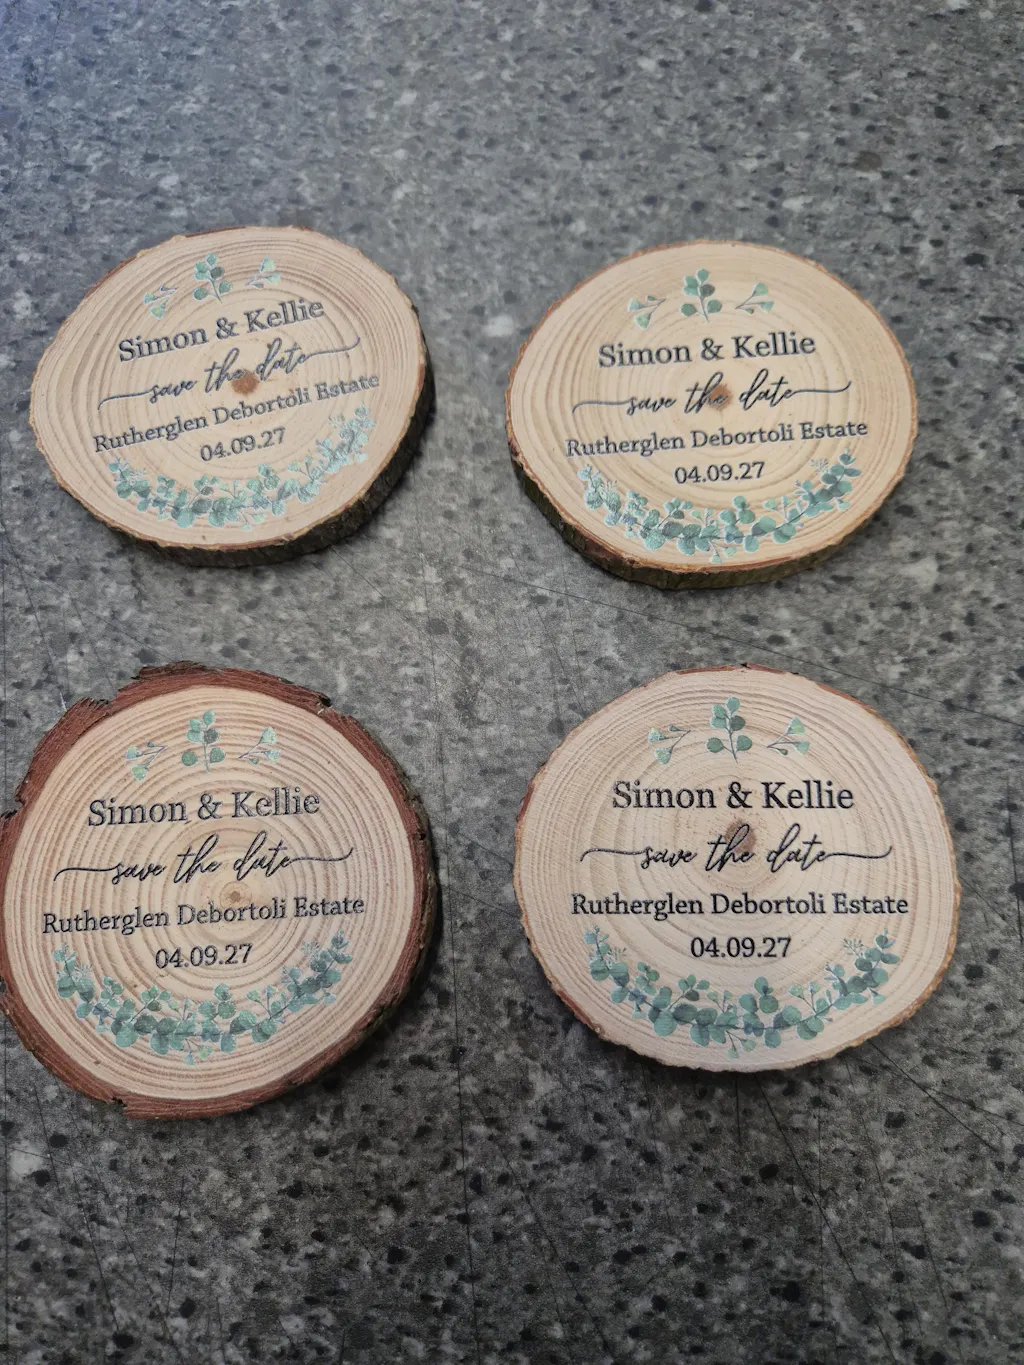 Simon & Kellie
save the date
Rutherglen Debortoli Estate
04.09.27
Simon & Kellie
save the date
Rutherglen Debortoli Estate
04.09.27
Simon & Kellie
save the date
Rutherglen Debortoli Estate
04.09.27
Simon & Kellie
save the date
Rutherglen Debortoli Estate
04.09.27